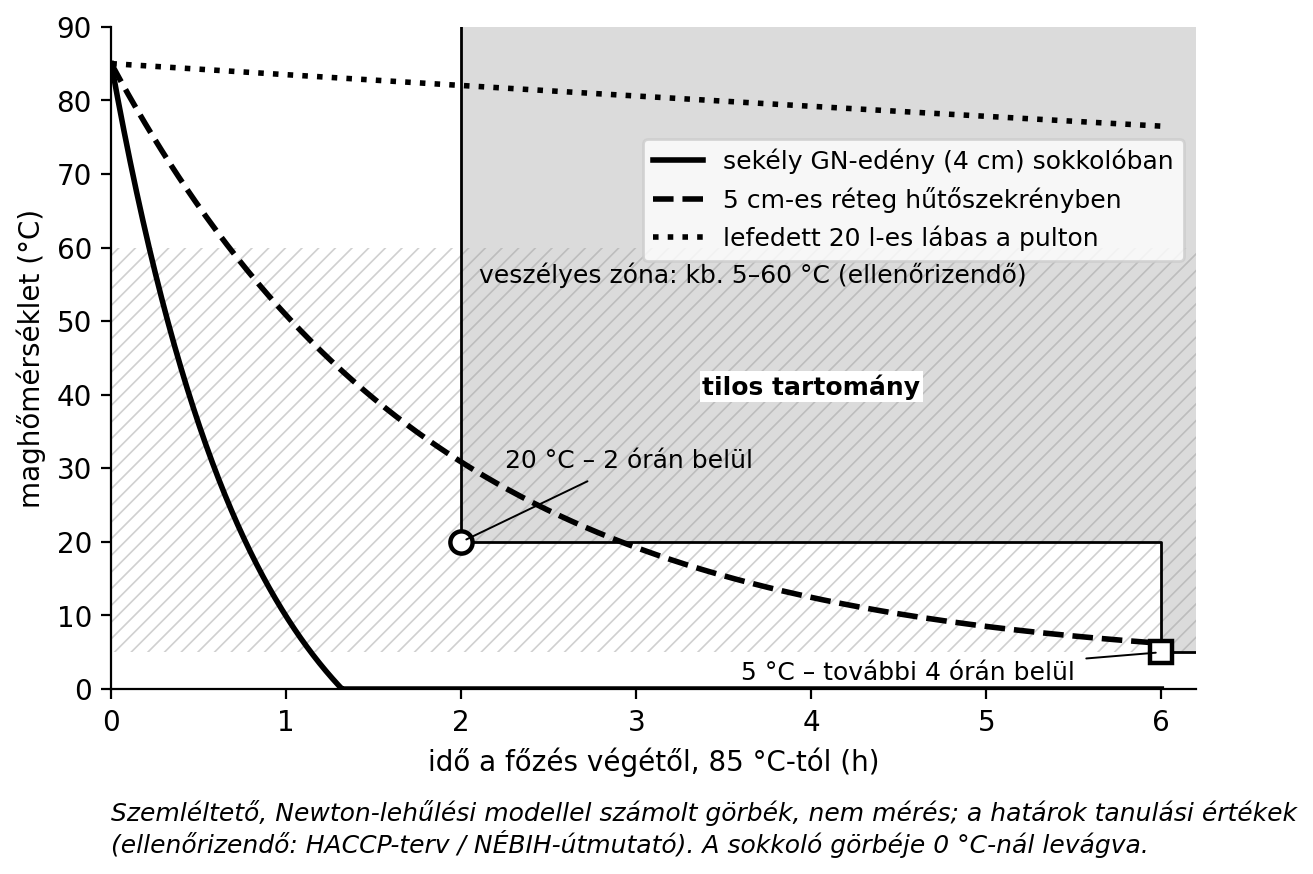 90
80
70
60
50
40
30
20
10
0
maghőmérséklet (°C)
sekély GN-edény (4 cm) sokkolóban
5 cm-es réteg hűtőszekrényben
lefedett 20 l-es lábas a pulton
veszélyes zóna: kb. 5–60 °C (ellenőrizendő)
tilos tartomány
20 °C – 2 órán belül
5 °C – további 4 órán belül
0 1 2 3 4 5 6
idő a főzés végétől, 85 °C-tól (h)
Szemléltető, Newton-lehűlési modellel számolt görbék, nem mérés; a határok tanulási értékek
(ellenőrizendő: HACCP-terv / NÉBIH-útmutató). A sokkoló görbéje 0 °C-nál levágva.